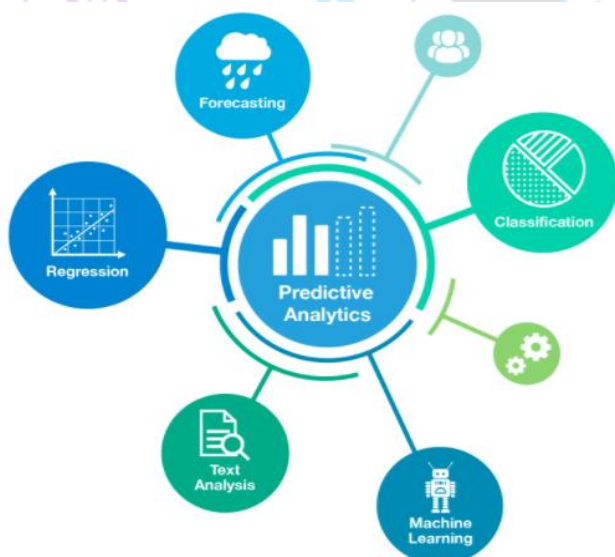 Forecasting
Classification
Regression
Predictive
Analytics
Text
Analysis
Machine
Learning